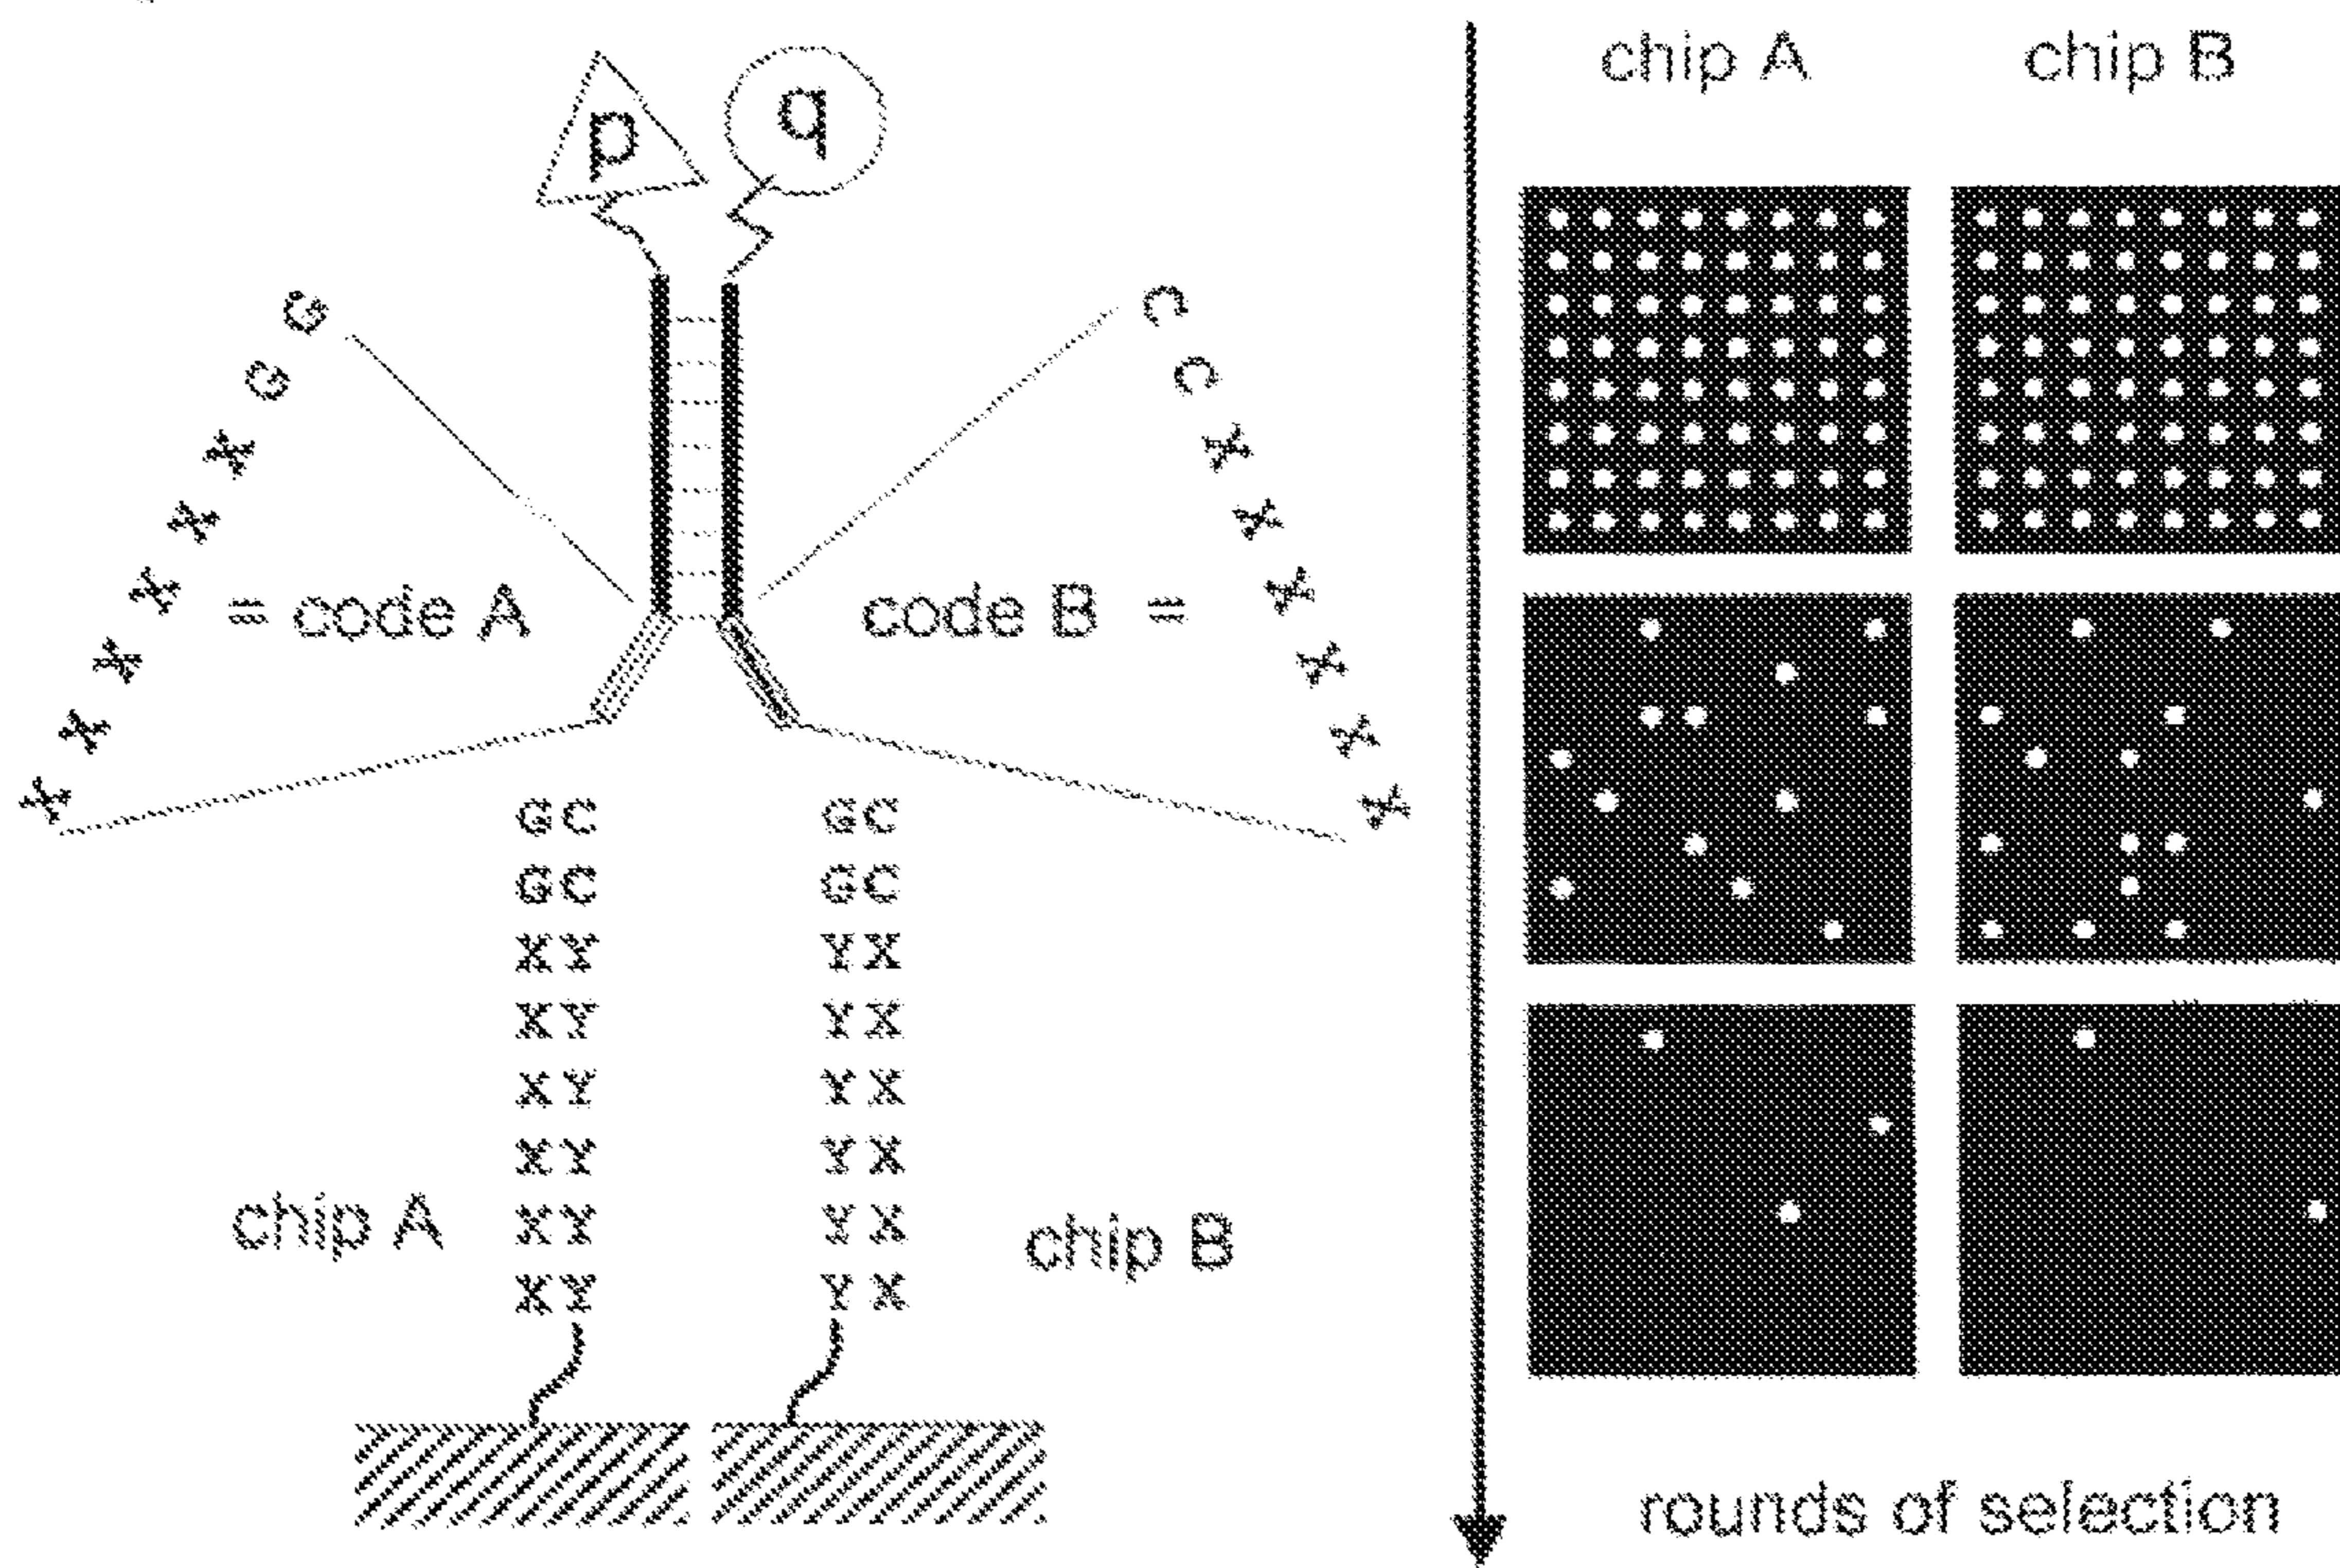 chip A chip B
p q
G
G
X
X
X
X
X
X
= code A
C
C
X
X
X
X
X
X
code B =
GC GC
GC GC
XY YX
XY YX
XY YX
XY YX
XY YX
XY YX
chip A
chip B
rounds of selection